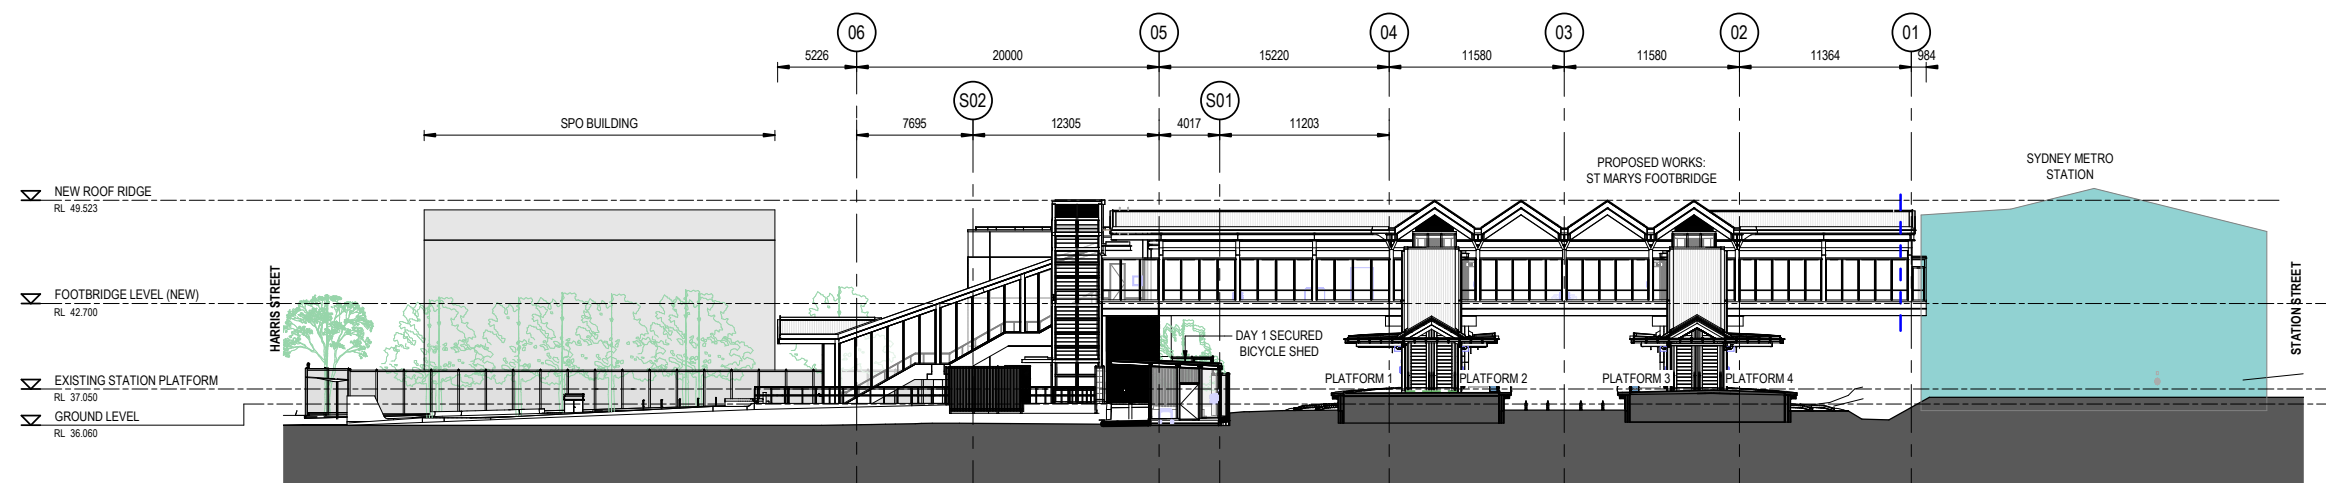 06
05
04
03
02
01
5226
20000
15220
11580
11580
11364
984
S02
S01
SPO BUILDING
7695
12305
4017
11203
PROPOSED WORKS:
ST MARYS FOOTBRIDGE
SYDNEY METRO
STATION
NEW ROOF RIDGE
RL 49.523
FOOTBRIDGE LEVEL (NEW)
RL 42.700
EXISTING STATION PLATFORM
RL 37.050
GROUND LEVEL
RL 36.060
HARRIS STREET
DAY 1 SECURED
BICYCLE SHED
PLATFORM 1
PLATFORM 2
PLATFORM 3
PLATFORM 4
STATION STREET